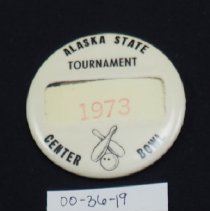 ALASKA STATE
TOURNAMENT
1973
CENTER BOWL
00-36-19